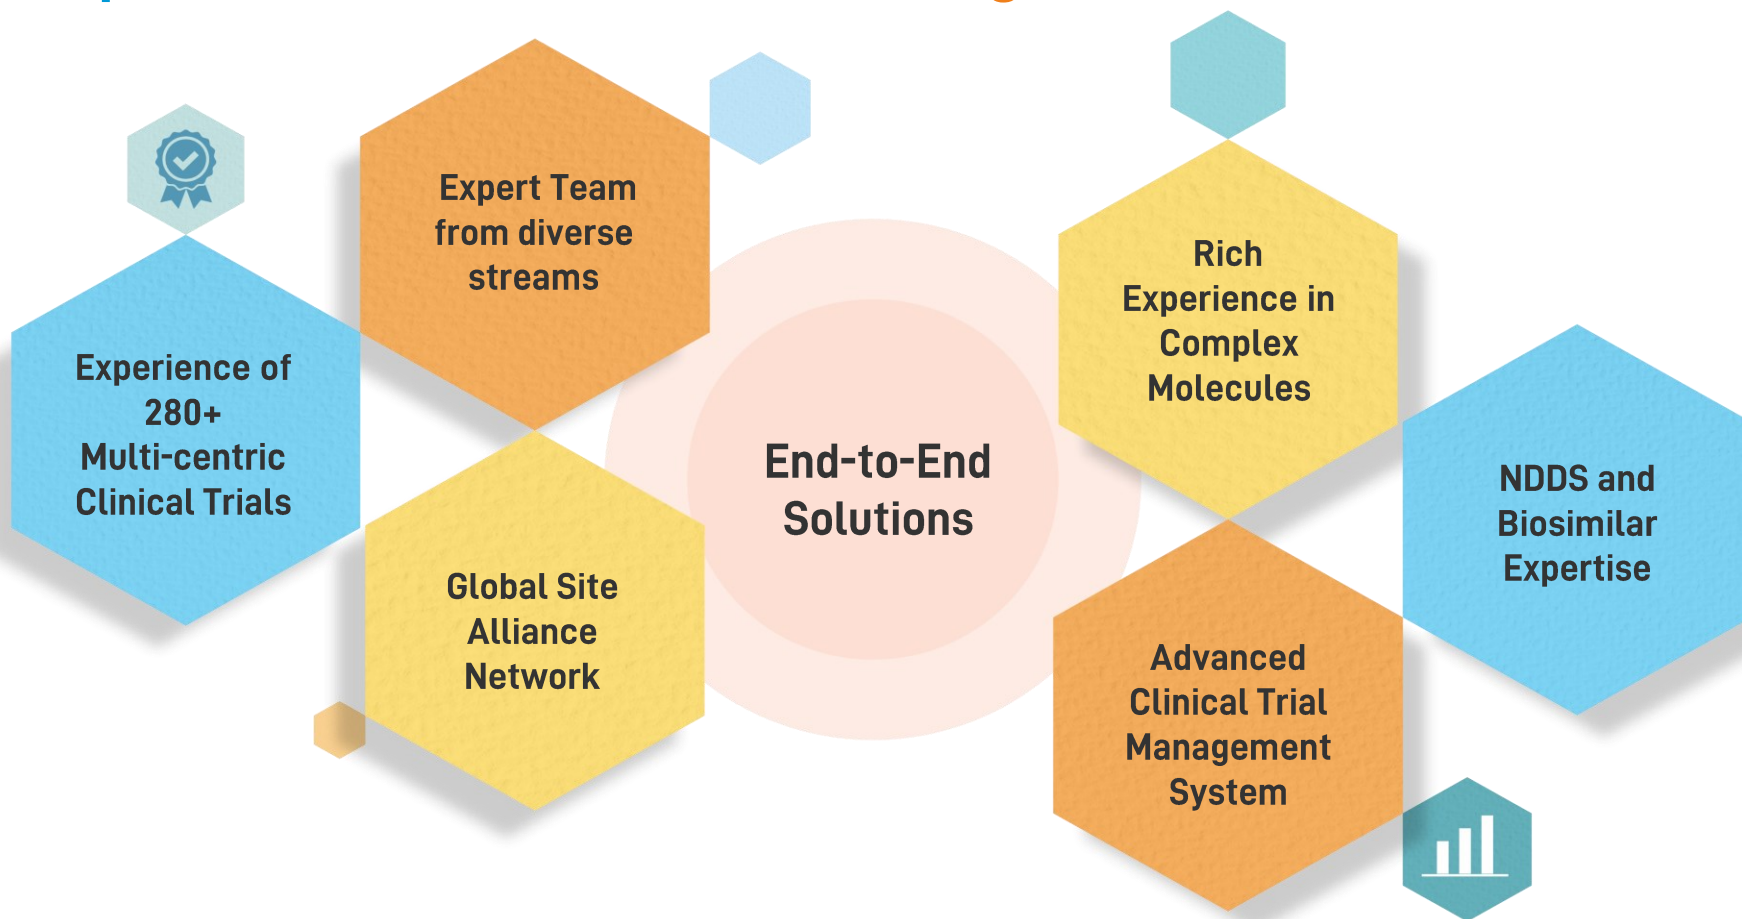 Expert Team
from diverse
streams
Experience of
280+
Multi-centric
Clinical Trials
Global Site
Alliance
Network
End-to-End
Solutions
Rich
Experience in
Complex
Molecules
NDDS and
Biosimilar
Expertise
Advanced
Clinical Trial
Management
System